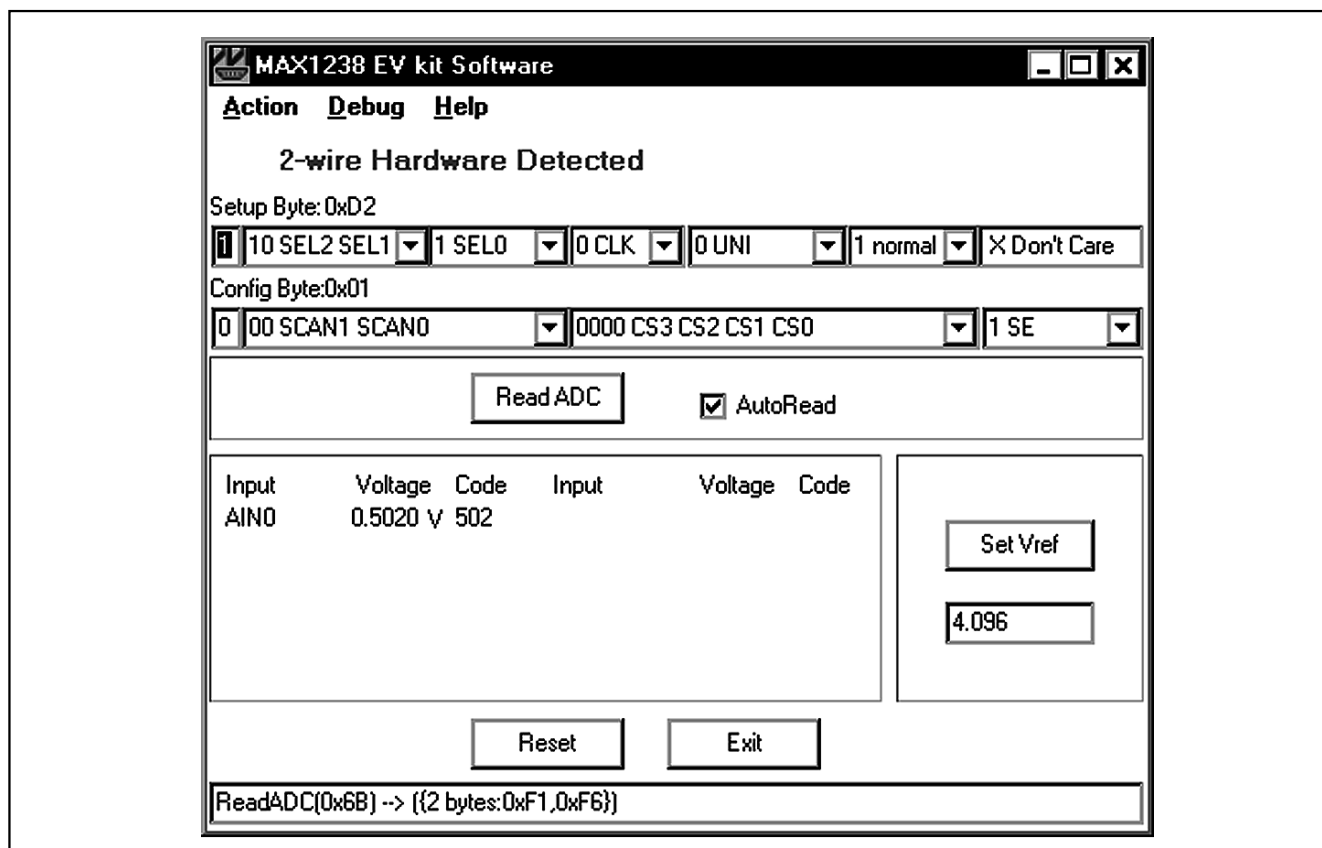 MAX1238 EV kit Software
Action Debug Help
2-wire Hardware Detected
Setup Byte: 0xD2
1 10 SEL2 SEL1 1 SEL0 0 CLK 0 UNI 1 normal X Don't Care
Config Byte:0x01
0 00 SCAN1 SCAN0 0000 CS3 CS2 CS1 CS0 1 SE
Read ADC AutoRead
Input Voltage Code Input Voltage Code
AIN0 0.5020 V 502
Set Vref
4.096
Reset Exit
ReadADC(0x6B) --> ({2 bytes:0xF1,0xF6})